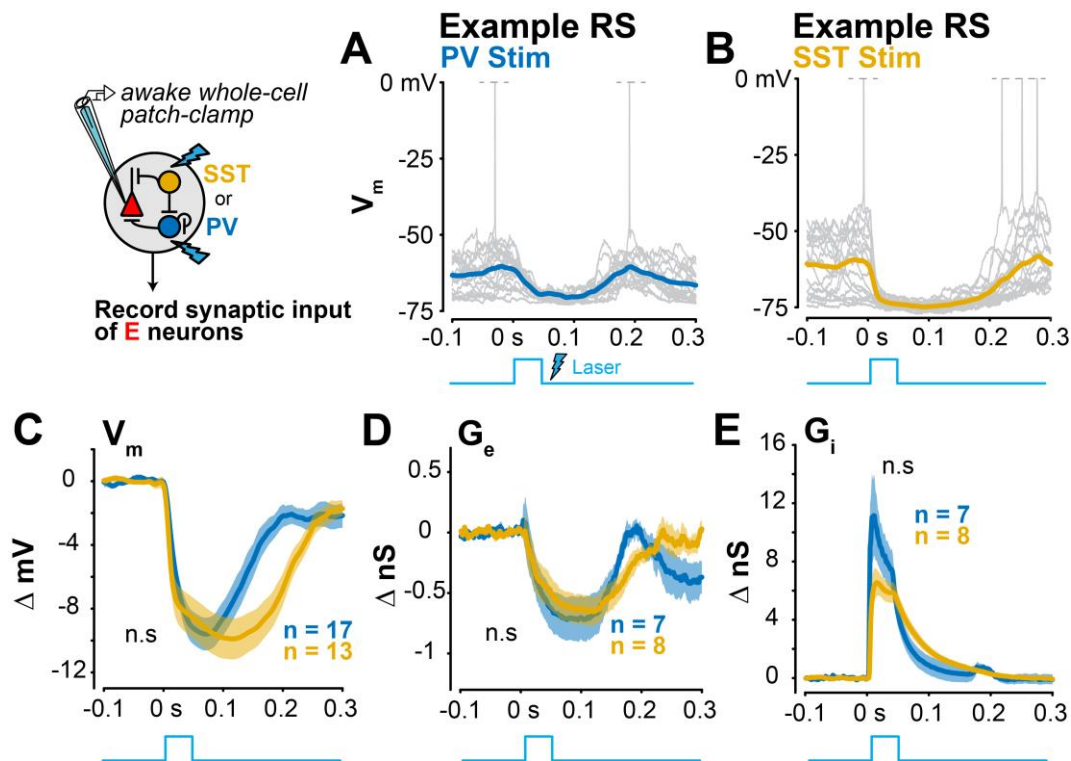 A
Example RS
PV Stim
B
Example RS
SST Stim
awake whole-cell
patch-clamp
SST
or
PV
Record synaptic input
of E neurons
V_m
0 mV
-25
-50
-75
-0.1 0 s 0.1 0.2 0.3
Laser
0 mV
-25
-50
-75
-0.1 0 s 0.1 0.2 0.3
C
V_m
Δ mV
0
-4
-8
-12
n.s
n = 17
n = 13
-0.1 0 s 0.1 0.2 0.3
D
G_e
Δ nS
0.5
0
-0.5
-1
n.s
n = 7
n = 8
-0.1 0 s 0.1 0.2 0.3
E
G_i
Δ nS
16
12
8
4
0
n.s
n = 7
n = 8
-0.1 0 s 0.1 0.2 0.3